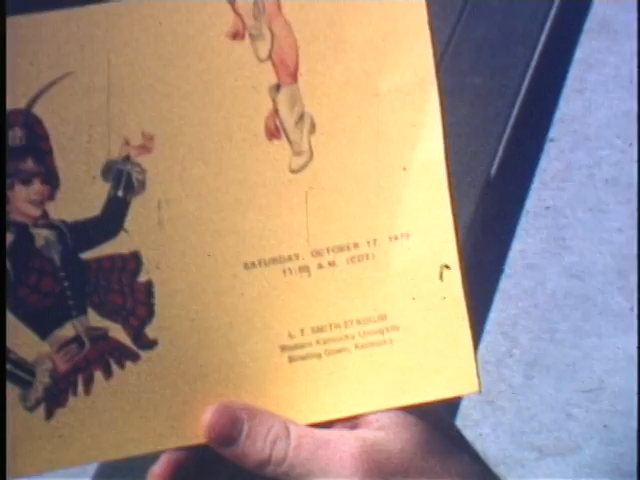 SATURDAY, OCTOBER 17, 1970
11:00 A.M. (CDT)
L. T. SMITH STADIUM
Western Kentucky University
Bowling Green, Kentucky